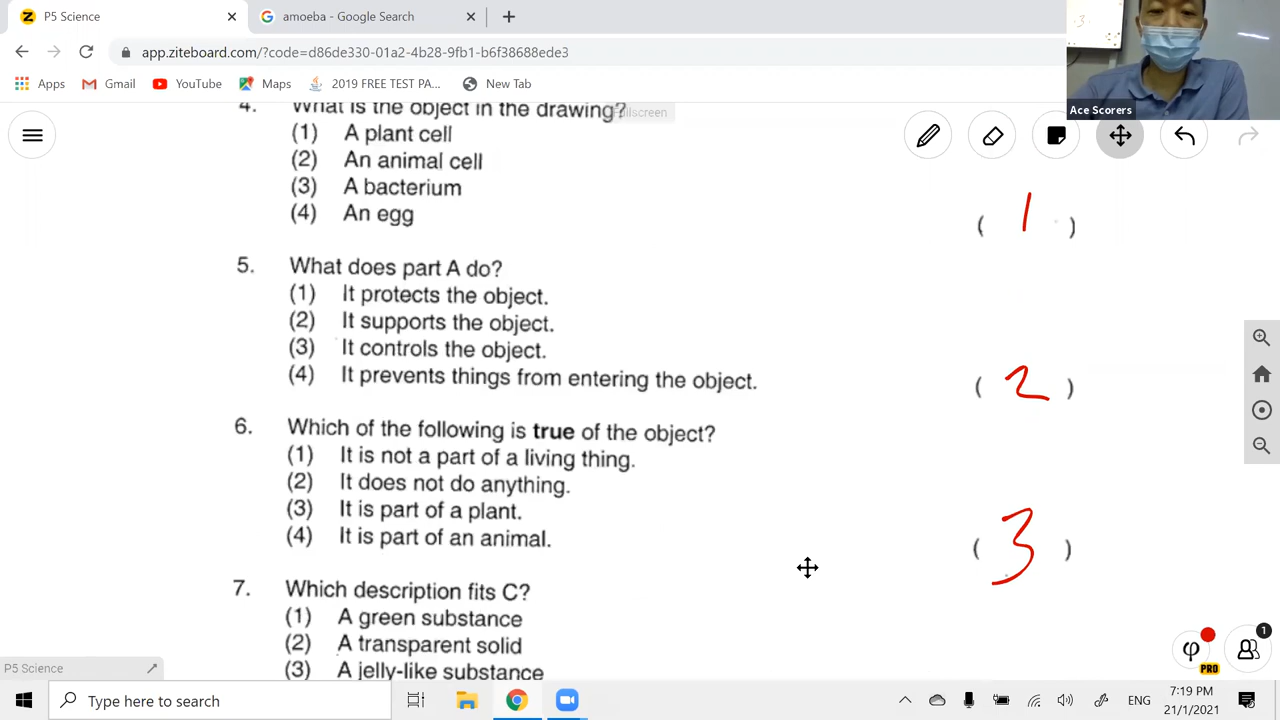 P5 Science
amoeba - Google Search
app.ziteboard.com/?code=d86de330-01a2-4b28-9fb1-b6f38688ede3
Apps
Gmail
YouTube
Maps
2019 FREE TEST PA...
New Tab
Ace Scorers
Fullscreen
4. What is the object in the drawing?
(1) A plant cell
(2) An animal cell
(3) A bacterium
(4) An egg
( 1 )
5. What does part A do?
(1) It protects the object.
(2) It supports the object.
(3) It controls the object.
(4) It prevents things from entering the object.
( 2 )
6. Which of the following is true of the object?
(1) It is not a part of a living thing.
(2) It does not do anything.
(3) It is part of a plant.
(4) It is part of an animal.
( 3 )
7. Which description fits C?
(1) A green substance
(2) A transparent solid
(3) A jelly-like substance
P5 Science
φ
PRO
1
Type here to search
ENG
7:19 PM
21/1/2021